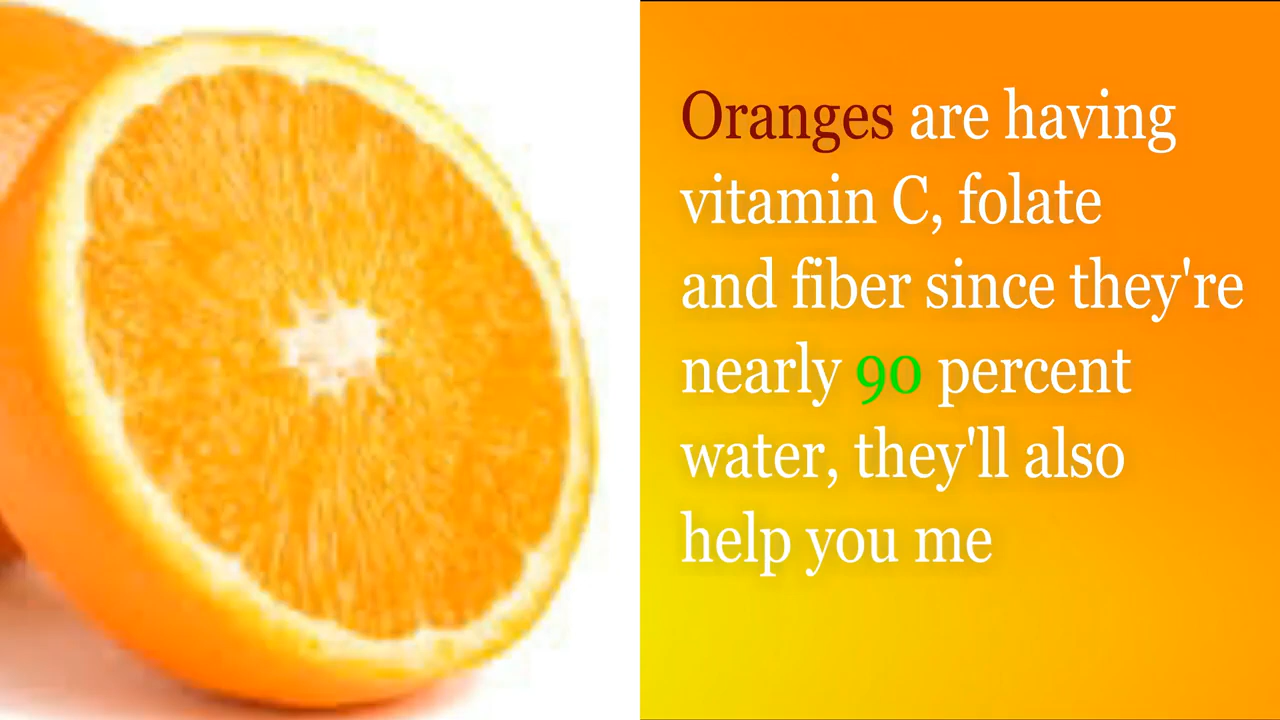 Oranges are having
vitamin C, folate
and fiber since they're
nearly 90 percent
water, they'll also
help you me